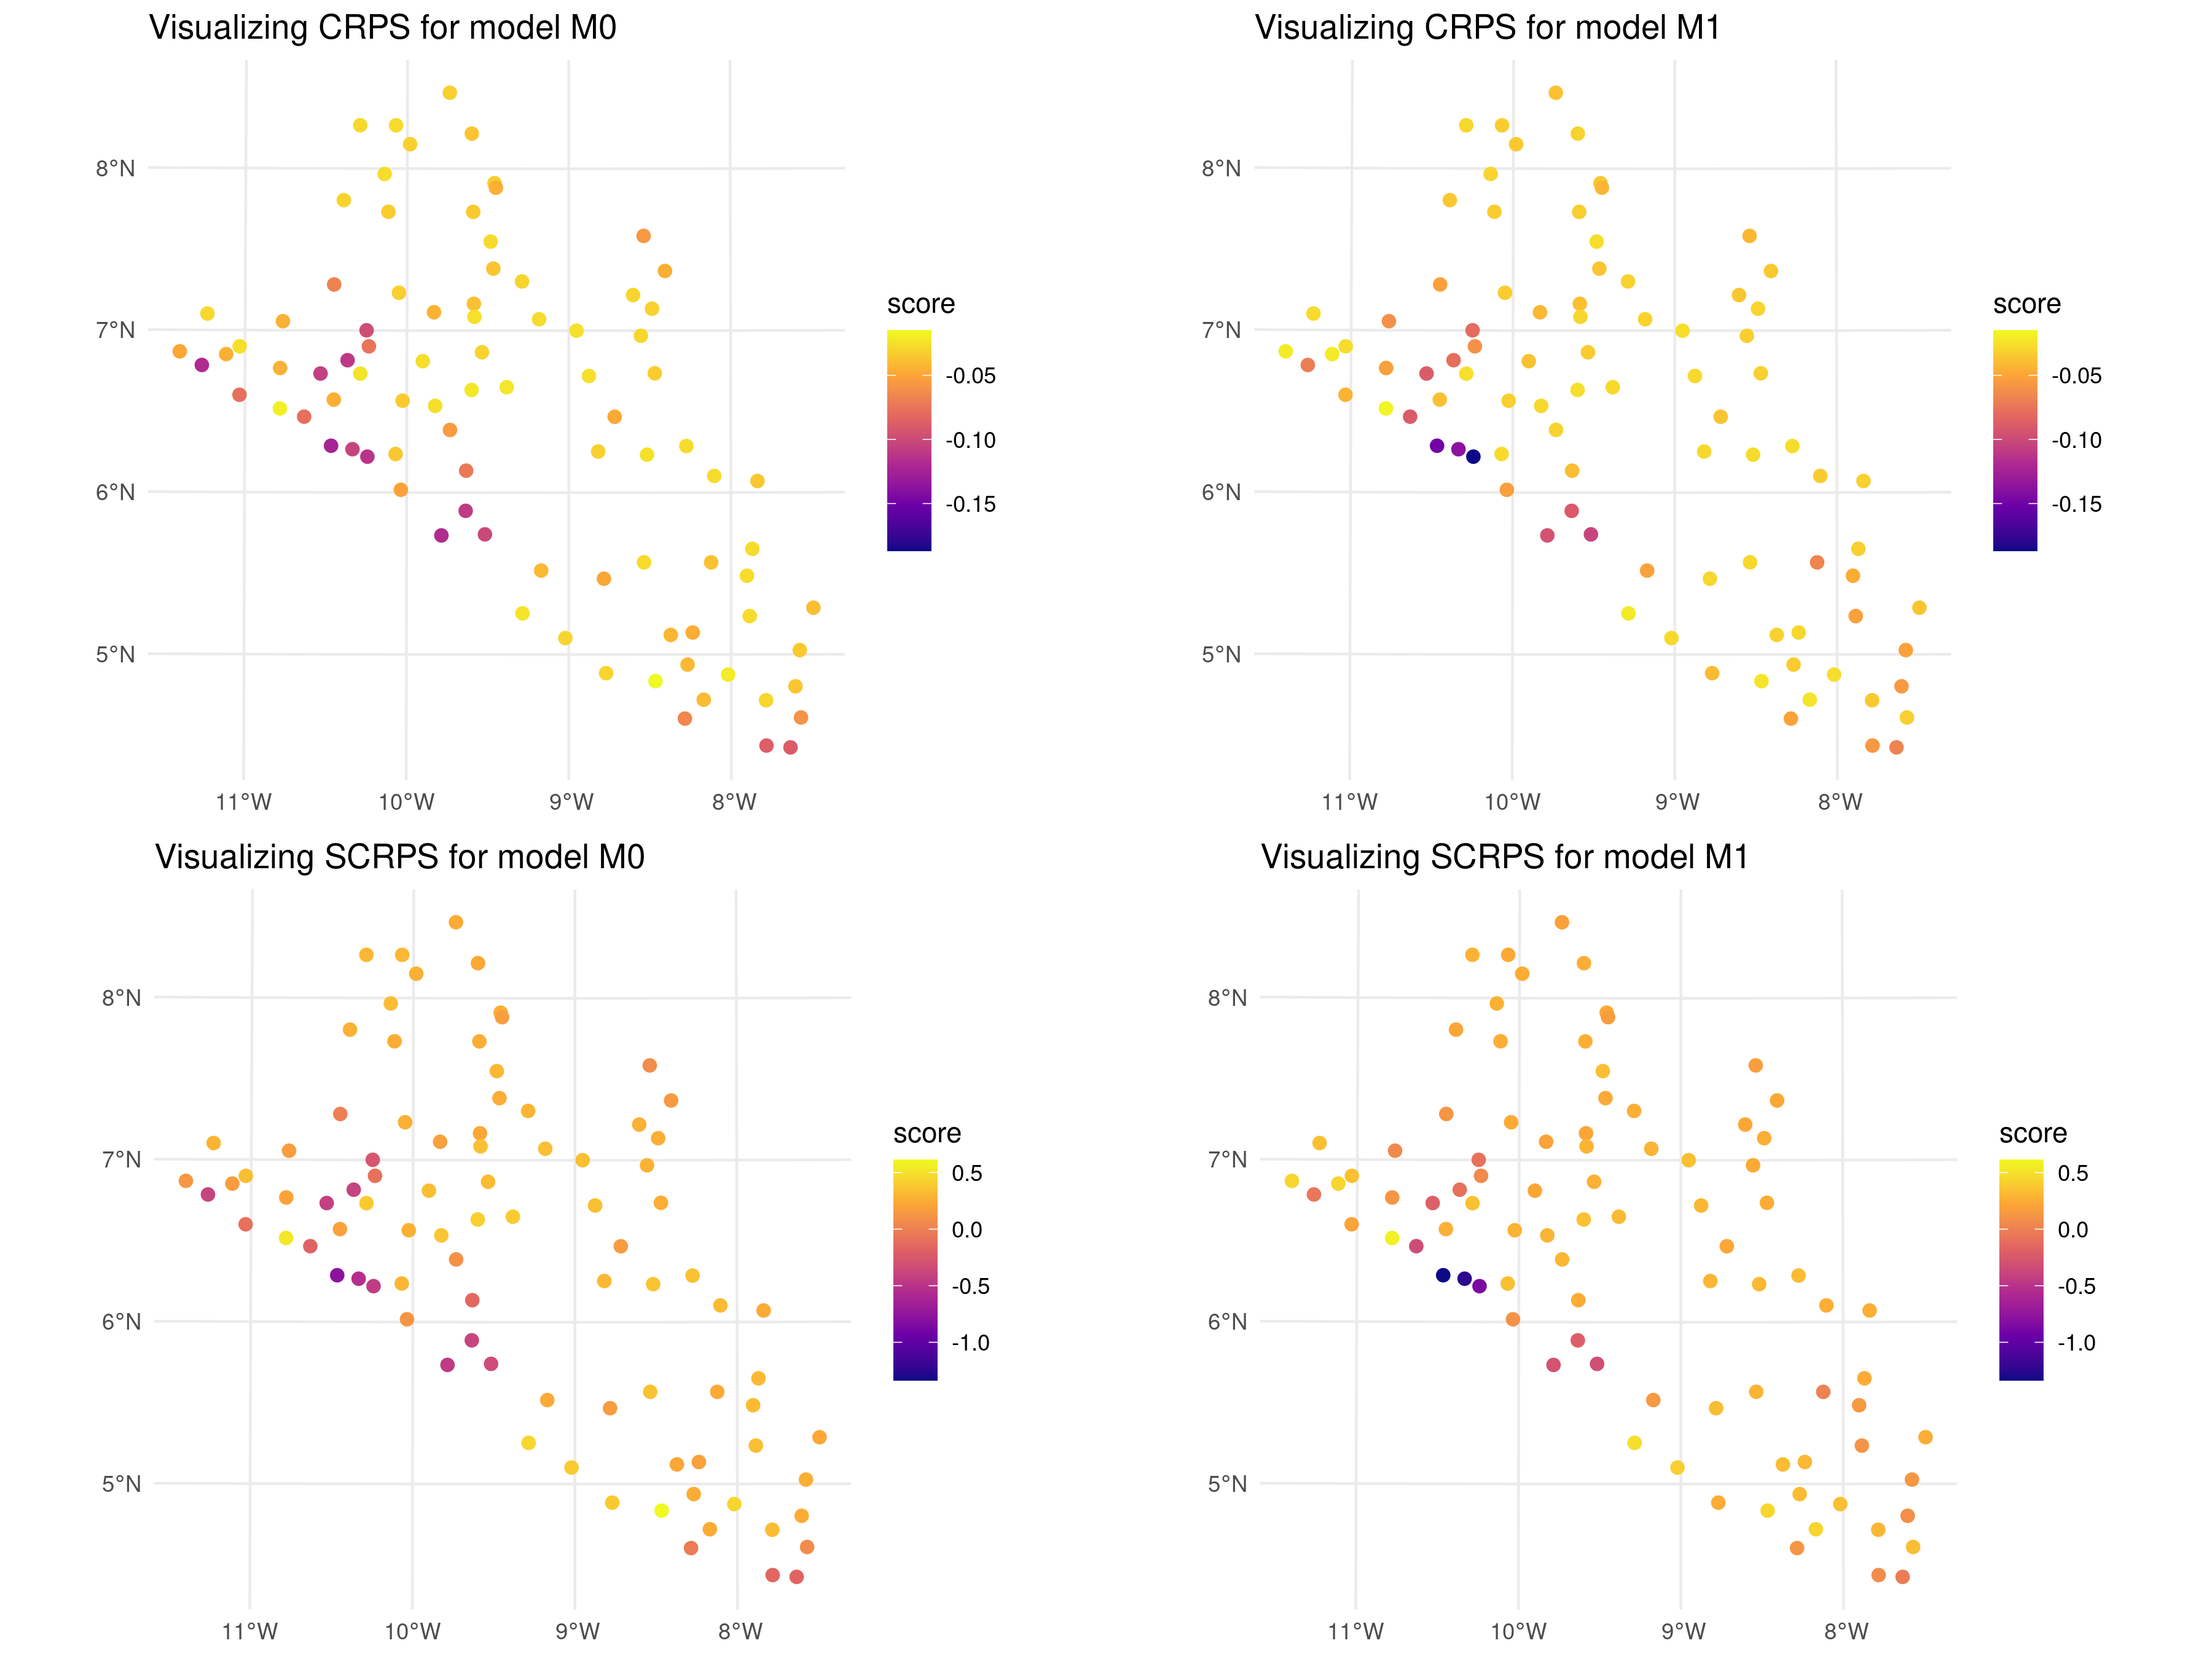 Visualizing CRPS for model M0
8°N
7°N
6°N
5°N
11°W 10°W 9°W 8°W
score
-0.05
-0.10
-0.15
Visualizing CRPS for model M1
8°N
7°N
6°N
5°N
11°W 10°W 9°W 8°W
score
-0.05
-0.10
-0.15
Visualizing SCRPS for model M0
8°N
7°N
6°N
5°N
11°W 10°W 9°W 8°W
score
0.5
0.0
-0.5
-1.0
Visualizing SCRPS for model M1
8°N
7°N
6°N
5°N
11°W 10°W 9°W 8°W
score
0.5
0.0
-0.5
-1.0